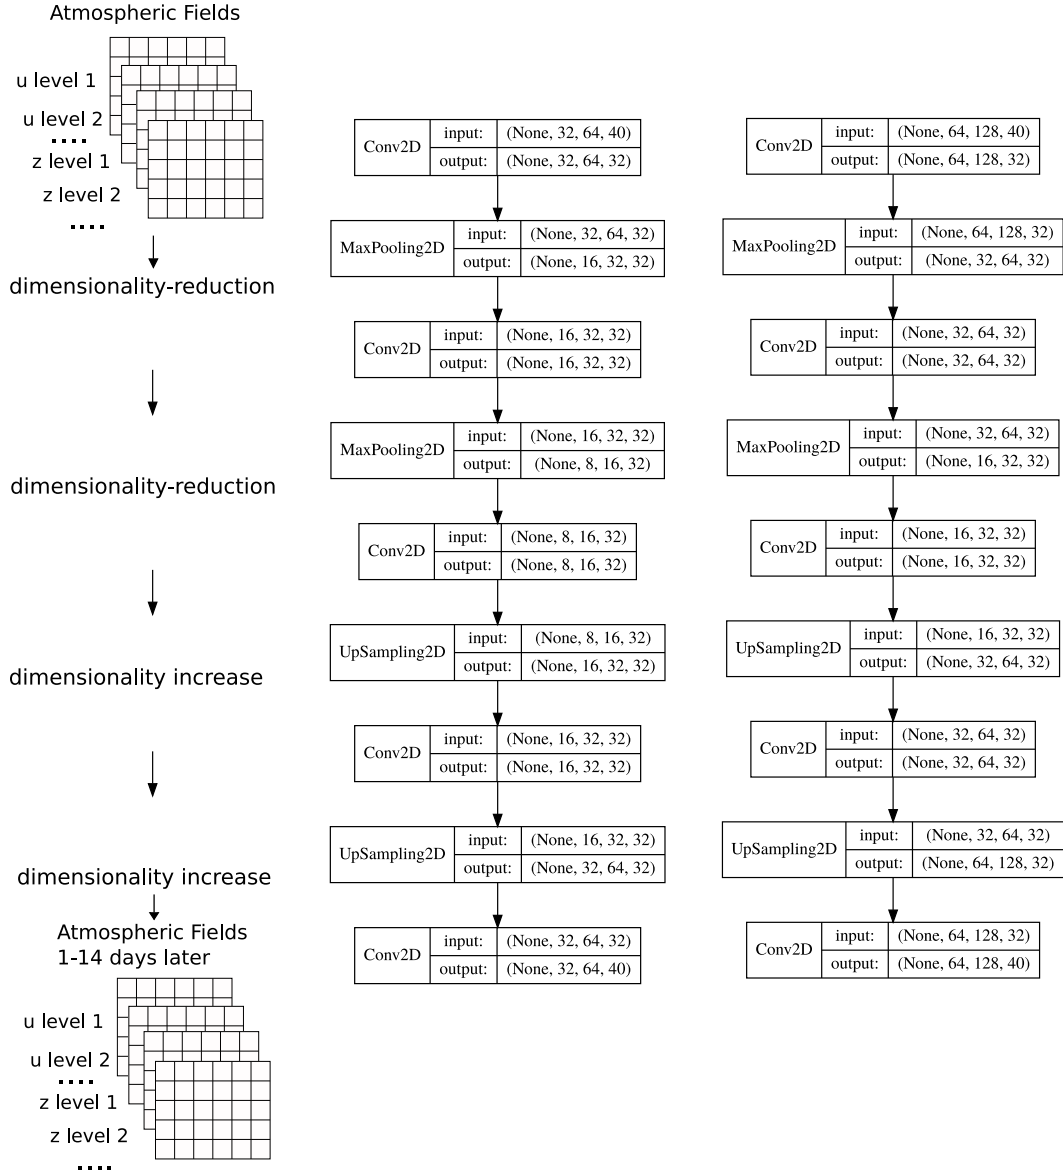 Atmospheric Fields
u level 1
u level 2
....
z level 1
z level 2
....
dimensionality-reduction
dimensionality-reduction
dimensionality increase
dimensionality increase
Atmospheric Fields
1-14 days later
u level 1
u level 2
....
z level 1
z level 2
....
Conv2D
input: (None, 32, 64, 40)
output: (None, 32, 64, 32)
MaxPooling2D
input: (None, 32, 64, 32)
output: (None, 16, 32, 32)
Conv2D
input: (None, 16, 32, 32)
output: (None, 16, 32, 32)
MaxPooling2D
input: (None, 16, 32, 32)
output: (None, 8, 16, 32)
Conv2D
input: (None, 8, 16, 32)
output: (None, 8, 16, 32)
UpSampling2D
input: (None, 8, 16, 32)
output: (None, 16, 32, 32)
Conv2D
input: (None, 16, 32, 32)
output: (None, 16, 32, 32)
UpSampling2D
input: (None, 16, 32, 32)
output: (None, 32, 64, 32)
Conv2D
input: (None, 32, 64, 32)
output: (None, 32, 64, 40)
Conv2D
input: (None, 64, 128, 40)
output: (None, 64, 128, 32)
MaxPooling2D
input: (None, 64, 128, 32)
output: (None, 32, 64, 32)
Conv2D
input: (None, 32, 64, 32)
output: (None, 32, 64, 32)
MaxPooling2D
input: (None, 32, 64, 32)
output: (None, 16, 32, 32)
Conv2D
input: (None, 16, 32, 32)
output: (None, 16, 32, 32)
UpSampling2D
input: (None, 16, 32, 32)
output: (None, 32, 64, 32)
Conv2D
input: (None, 32, 64, 32)
output: (None, 32, 64, 32)
UpSampling2D
input: (None, 32, 64, 32)
output: (None, 64, 128, 32)
Conv2D
input: (None, 64, 128, 32)
output: (None, 64, 128, 40)